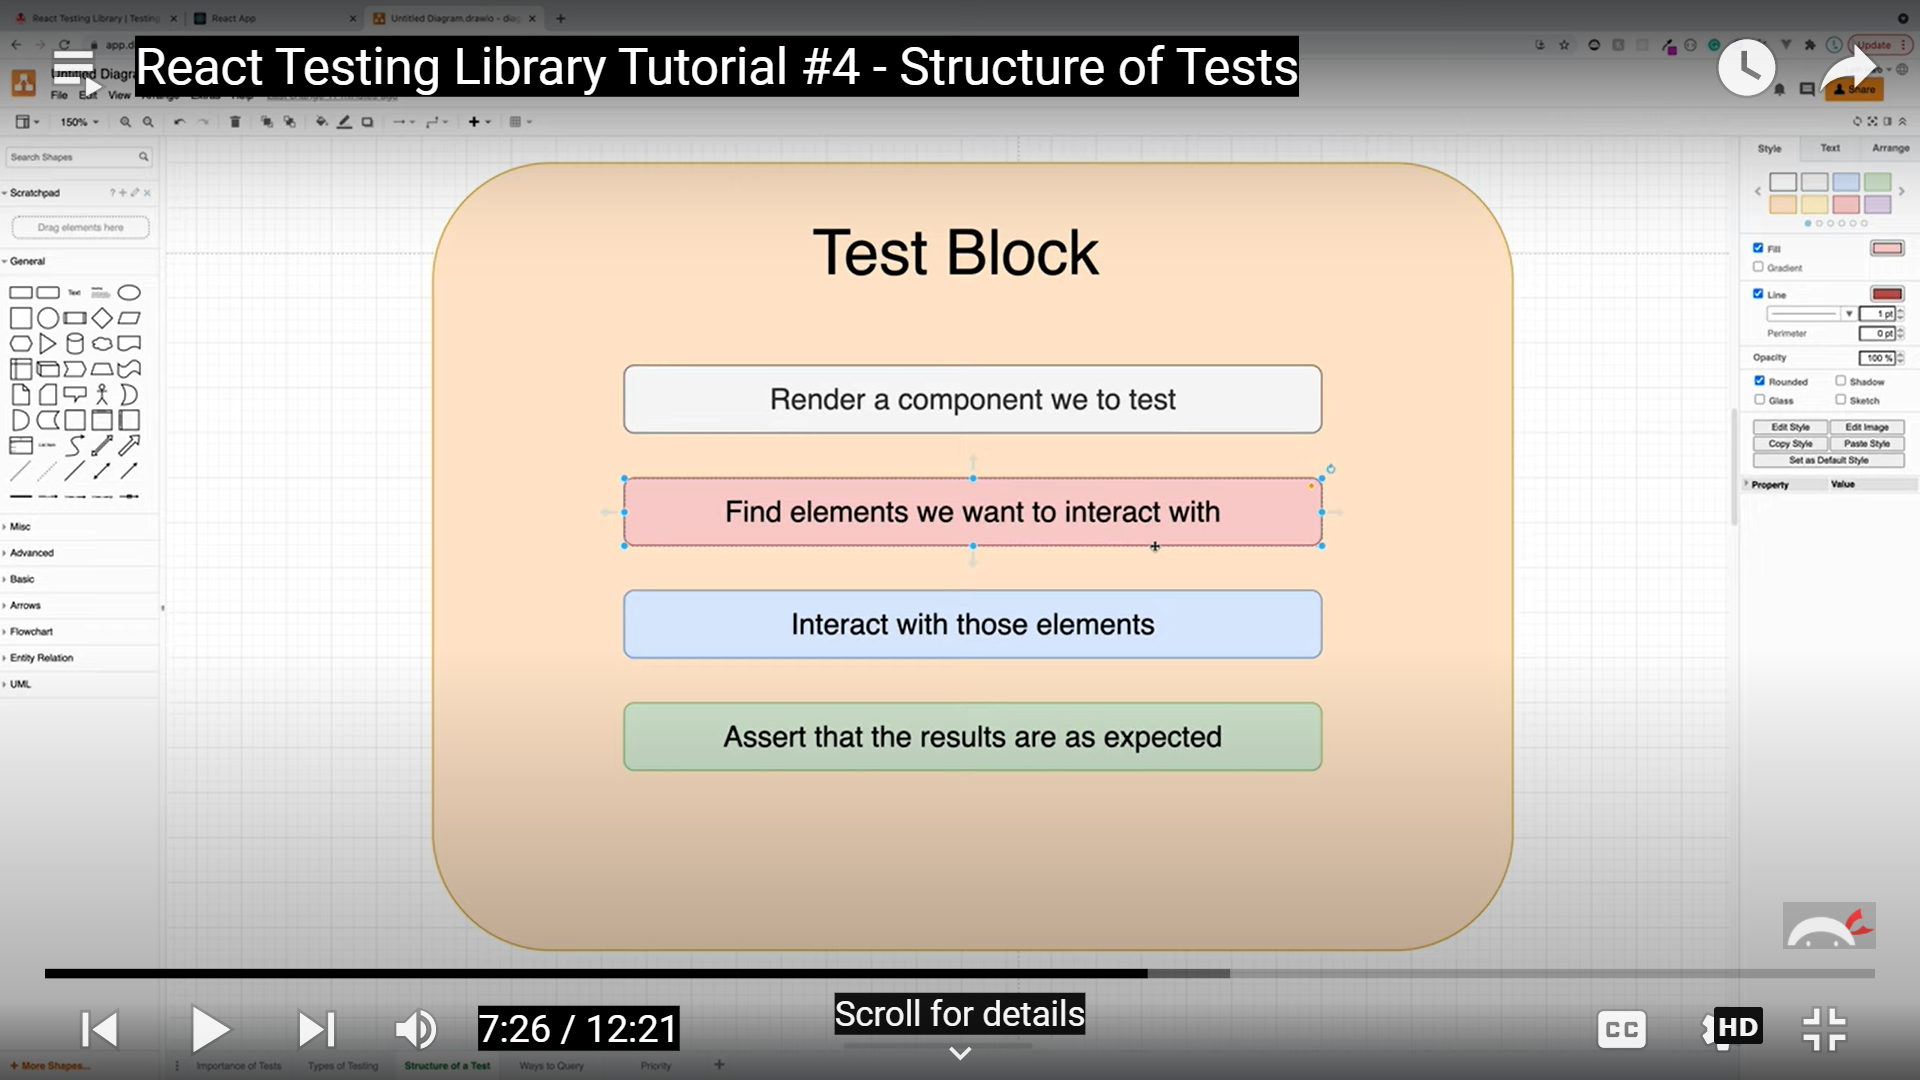 React Testing Library | Testing
React App
Untitled Diagram.drawio - diag
app.d
Update
React Testing Library Tutorial #4 - Structure of Tests
Untitled Diagra
File Edit View Arrange Extras Help
Share
150%
Search Shapes
Scratchpad
Drag elements here
General
Text
Misc
Advanced
Basic
Arrows
Flowchart
Entity Relation
UML
Test Block
Render a component we to test
Find elements we want to interact with
Interact with those elements
Assert that the results are as expected
Style Text Arrange
Fill
Gradient
Line
1 pt
Perimeter 0 pt
Opacity 100 %
Rounded Shadow
Glass Sketch
Edit Style Edit Image
Copy Style Paste Style
Set as Default Style
Property Value
7:26 / 12:21
Scroll for details
CC HD
+ More Shapes...
Importance of Tests Types of Testing Structure of a Test Ways to Query Priority